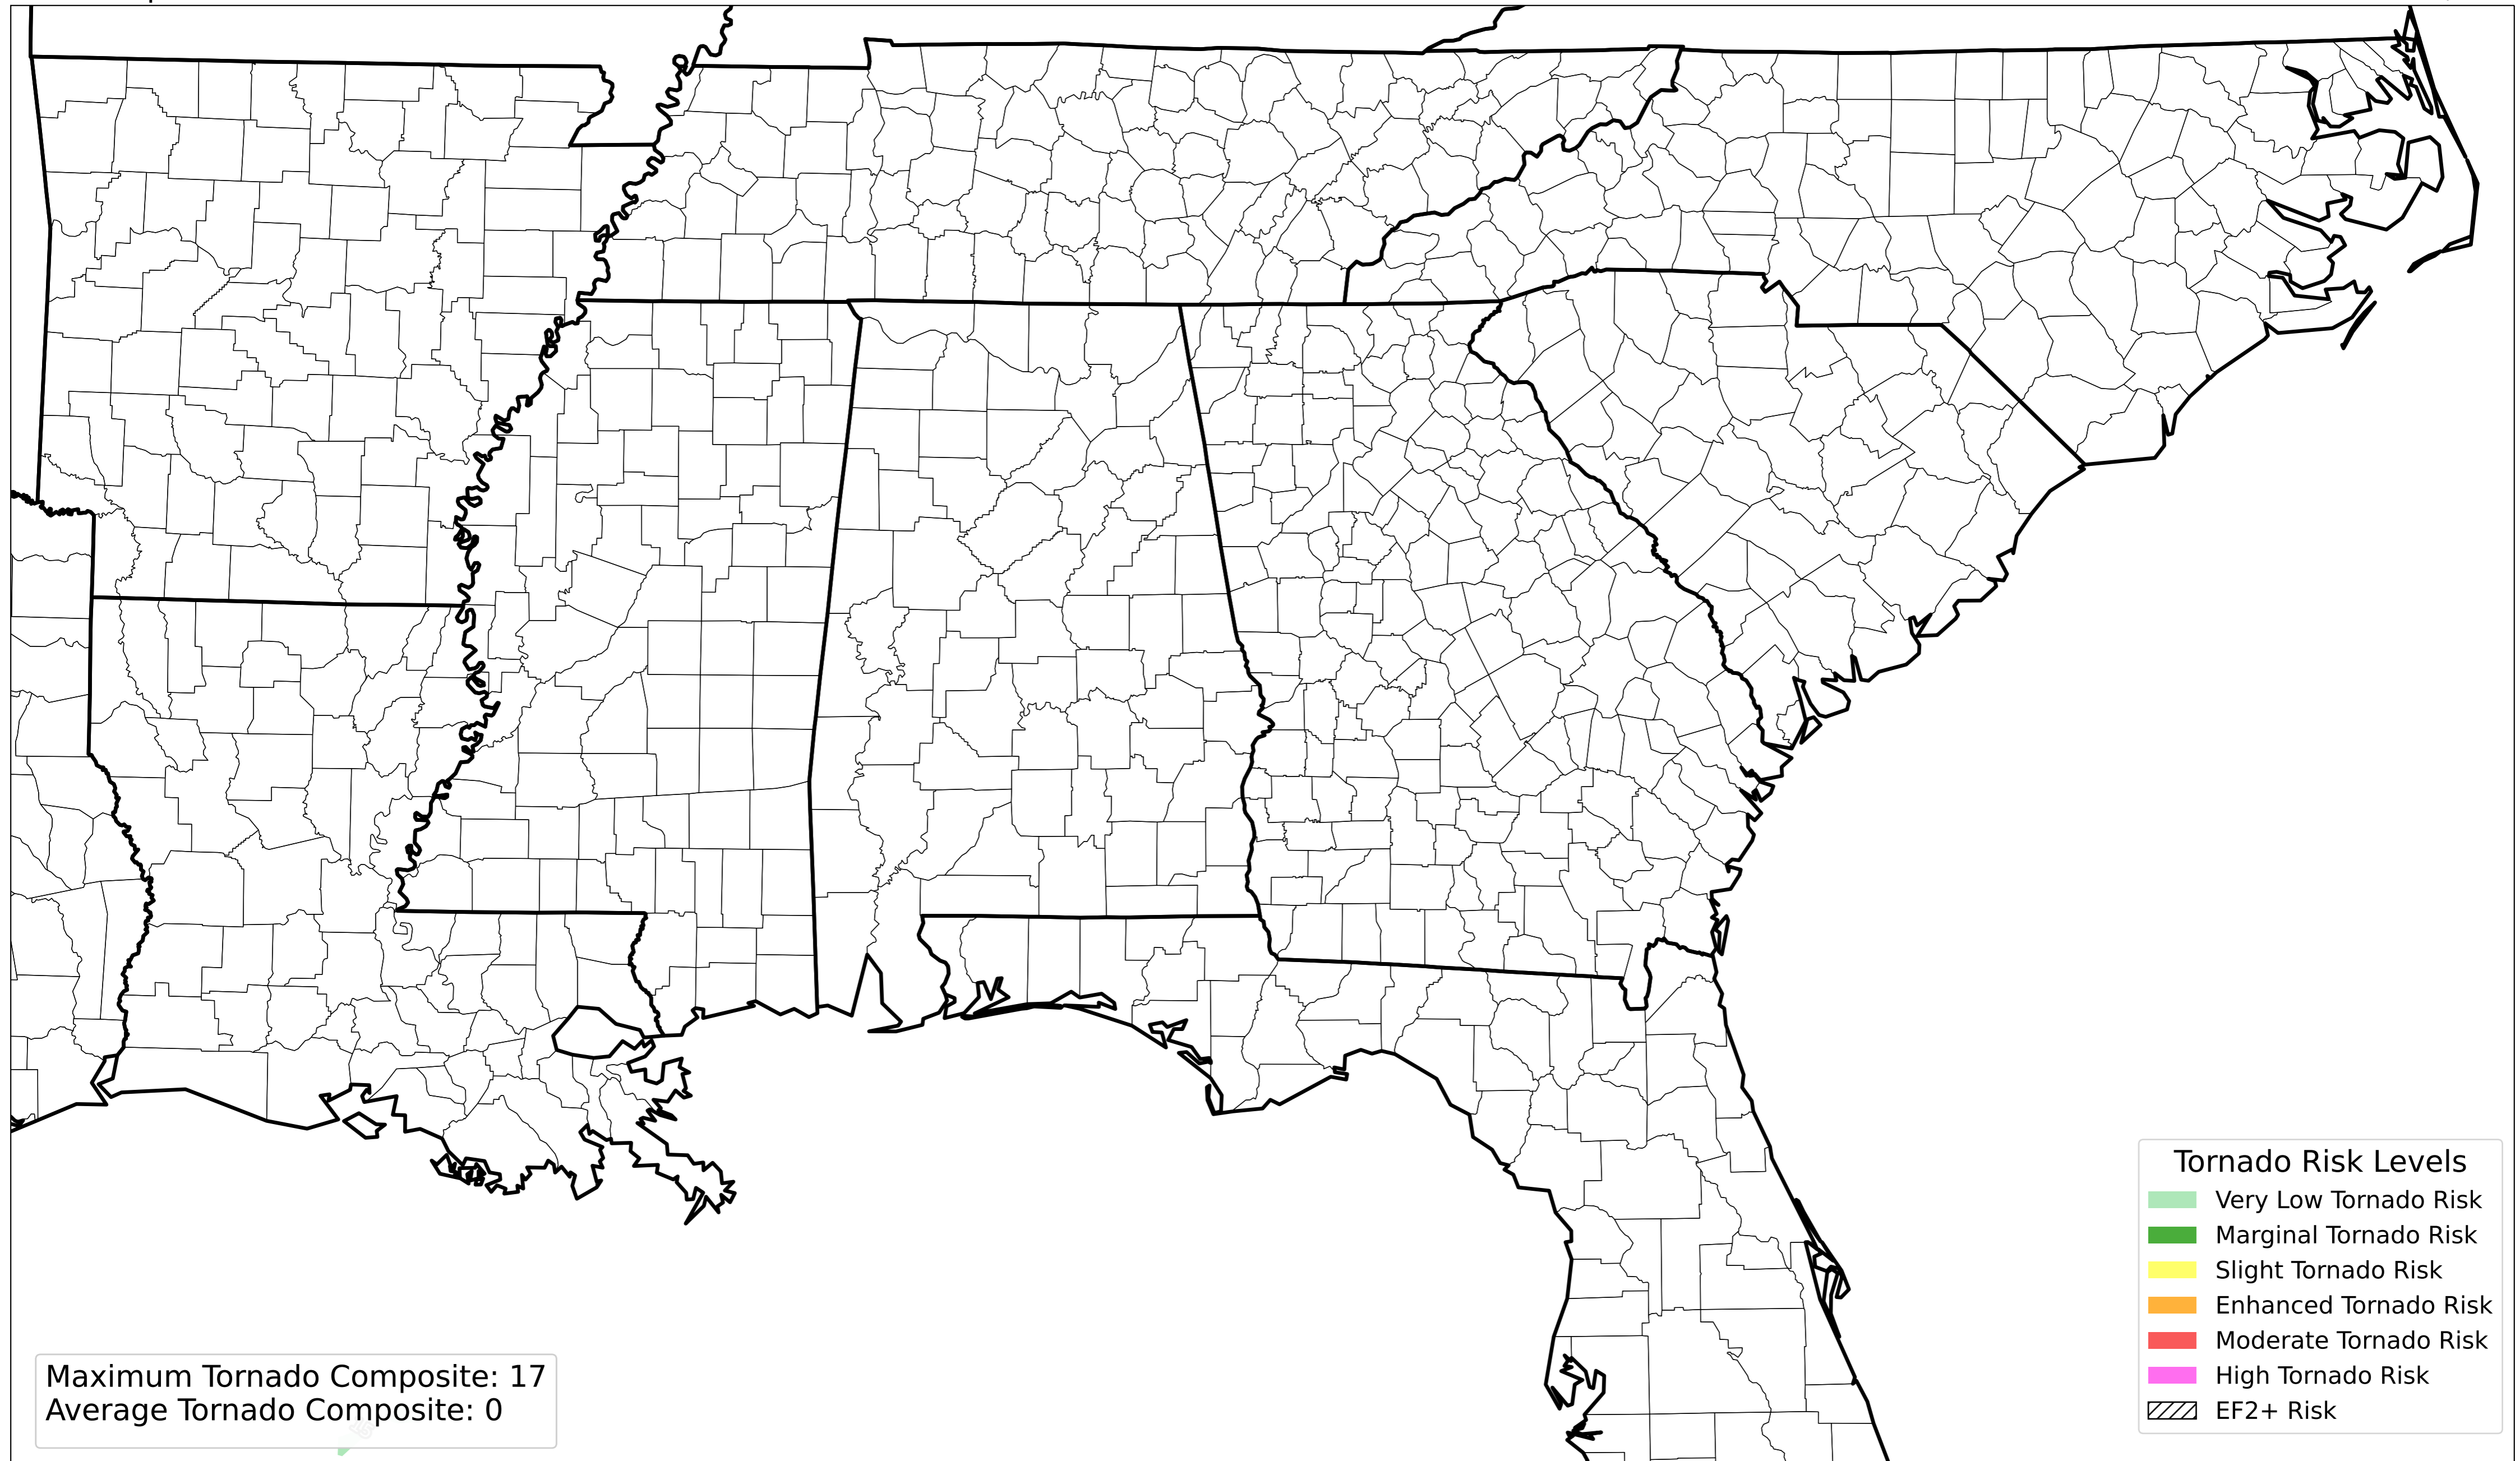 Tornado Risk Levels
Very Low Tornado Risk
Marginal Tornado Risk
Slight Tornado Risk
Enhanced Tornado Risk
Moderate Tornado Risk
High Tornado Risk
EF2+ Risk
Maximum Tornado Composite: 17
Average Tornado Composite: 0